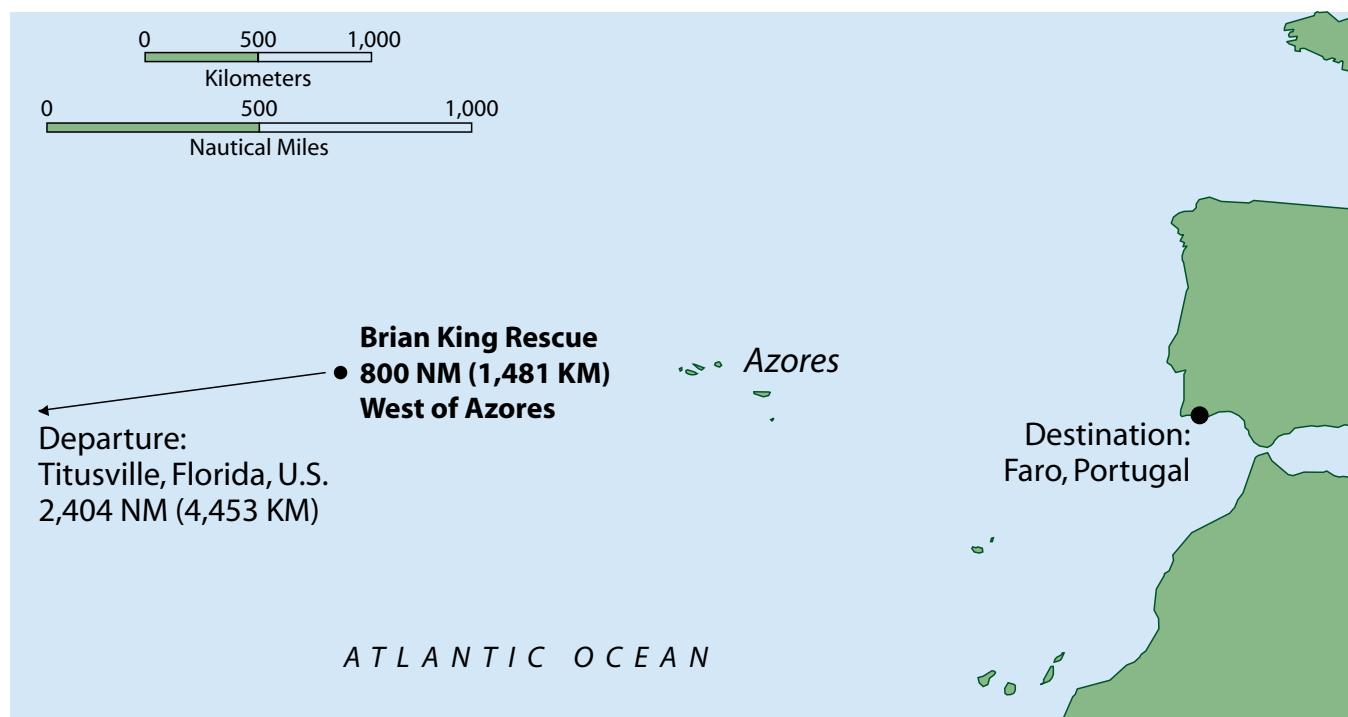 0 500 1,000
Kilometers
0 500 1,000
Nautical Miles
Brian King Rescue
800 NM (1,481 KM)
West of Azores
Azores
Departure:
Titusville, Florida, U.S.
2,404 NM (4,453 KM)
Destination:
Faro, Portugal
ATLANTIC OCEAN